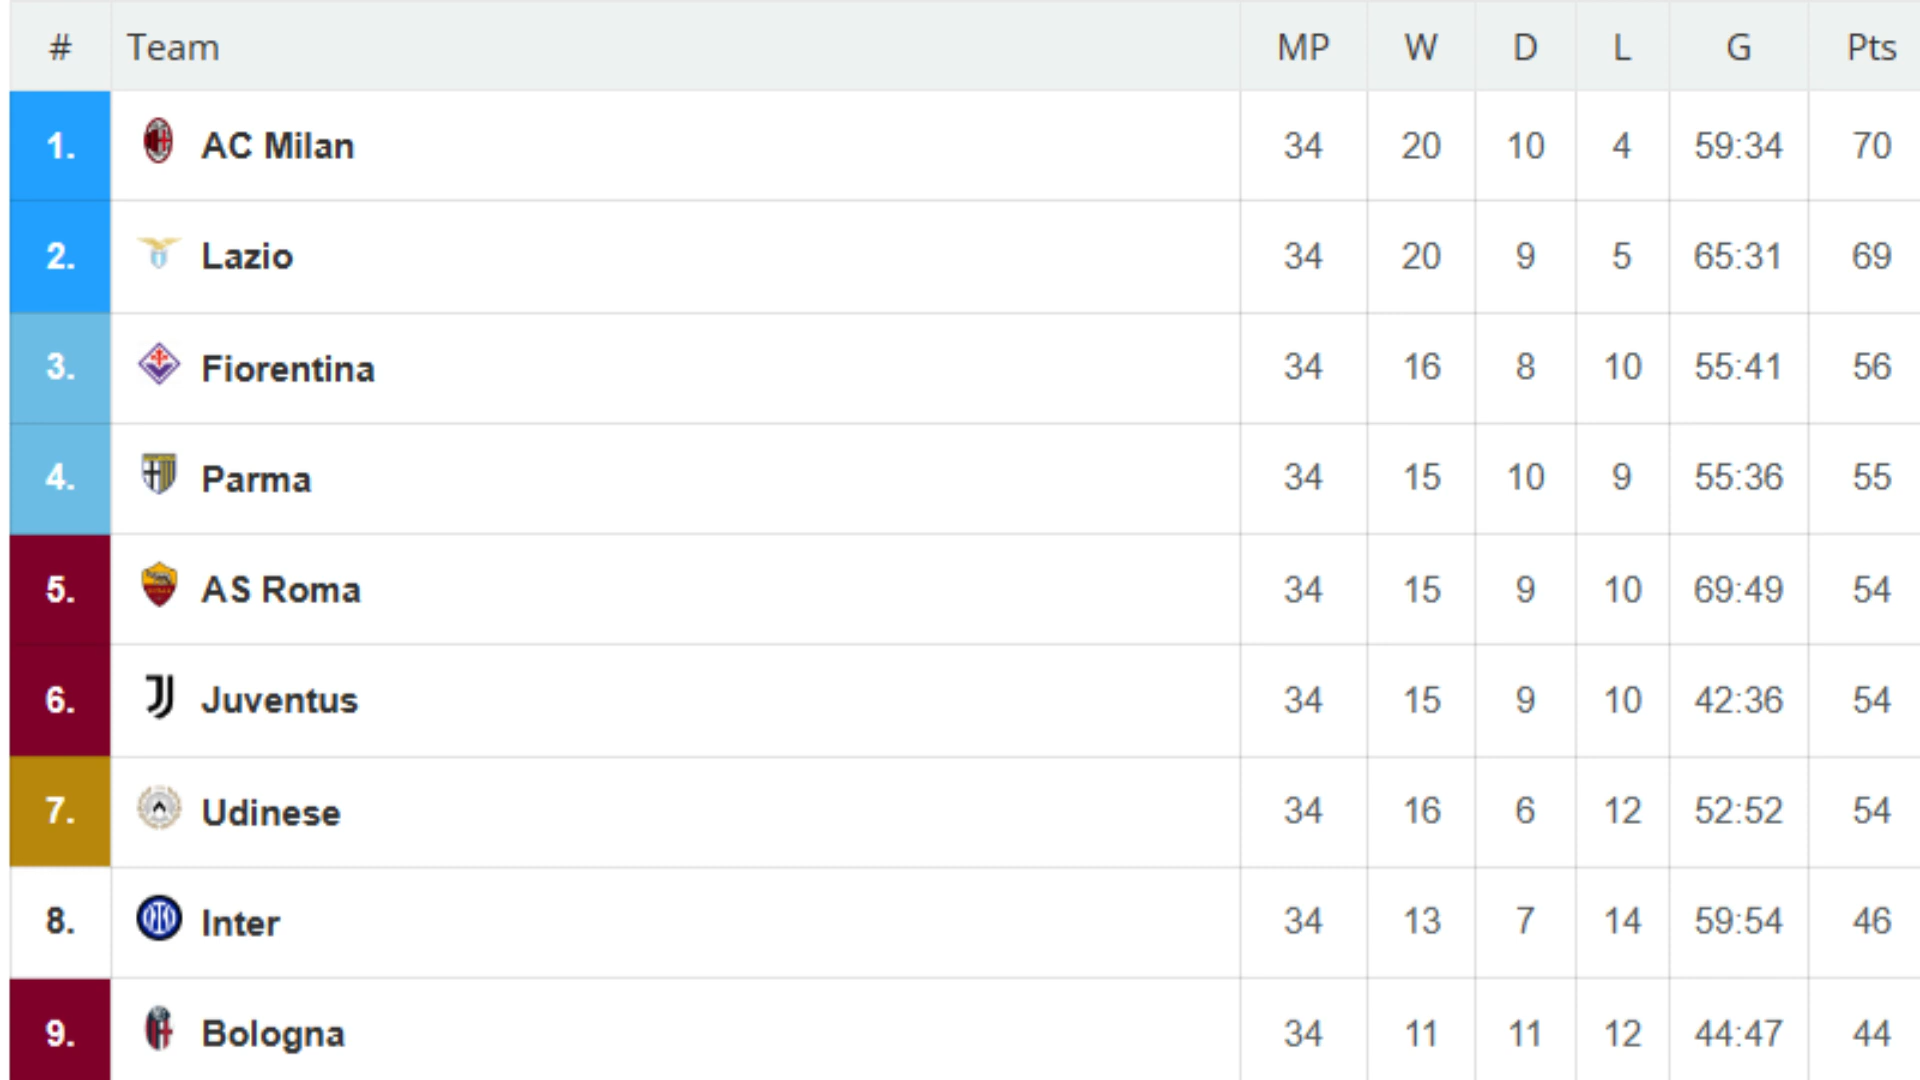 # Team MP W D L G Pts
1. AC Milan 34 20 10 4 59:34 70
2. Lazio 34 20 9 5 65:31 69
3. Fiorentina 34 16 8 10 55:41 56
4. Parma 34 15 10 9 55:36 55
5. AS Roma 34 15 9 10 69:49 54
6. Juventus 34 15 9 10 42:36 54
7. Udinese 34 16 6 12 52:52 54
8. Inter 34 13 7 14 59:54 46
9. Bologna 34 11 11 12 44:47 44